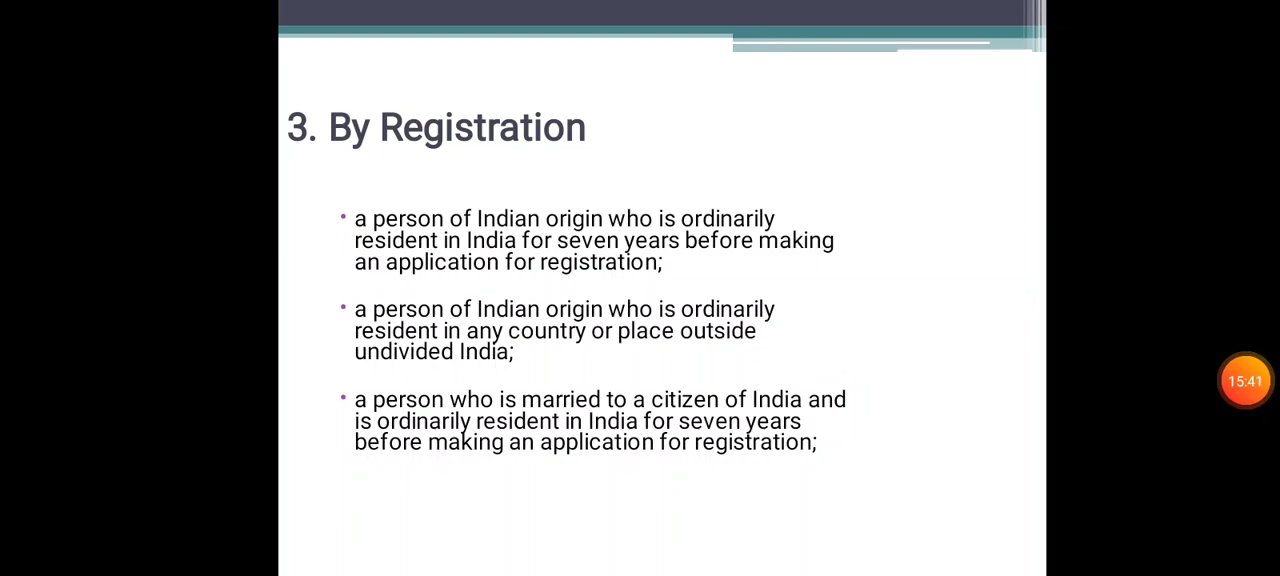 3. By Registration
• a person of Indian origin who is ordinarily
resident in India for seven years before making
an application for registration;
• a person of Indian origin who is ordinarily
resident in any country or place outside
undivided India;
• a person who is married to a citizen of India and
is ordinarily resident in India for seven years
before making an application for registration;
15:41